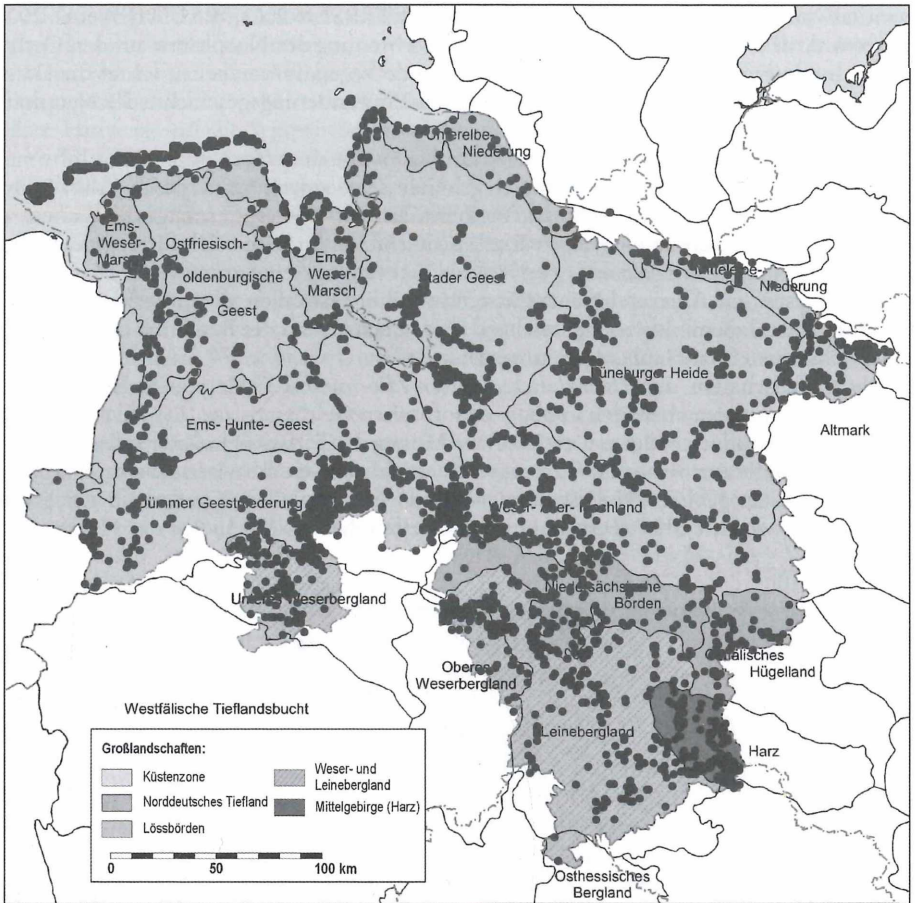 Unterelbe-
Niederung
Ems-
Weser-
Marsch
Ostfriesisch-
oldenburgische
Geest
Ems-
Weser-
Marsch
Stader Geest
Mittelelbe-
Niederung
Lüneburger Heide
Altmark
Ems- Hunte- Geest
Dümmer Geestniederung
Weser- Aller- Flachland
Unteres Weserbergland
Niedersächsische
Börden
Oberes
Weserbergland
Ostfälisches
Hügelland
Westfälische Tieflandsbucht
Leinebergland
Harz
Osthessisches
Bergland
Großlandschaften:
Küstenzone
Norddeutsches Tiefland
Lössbörden
Weser- und
Leinebergland
Mittelgebirge (Harz)
0 50 100 km